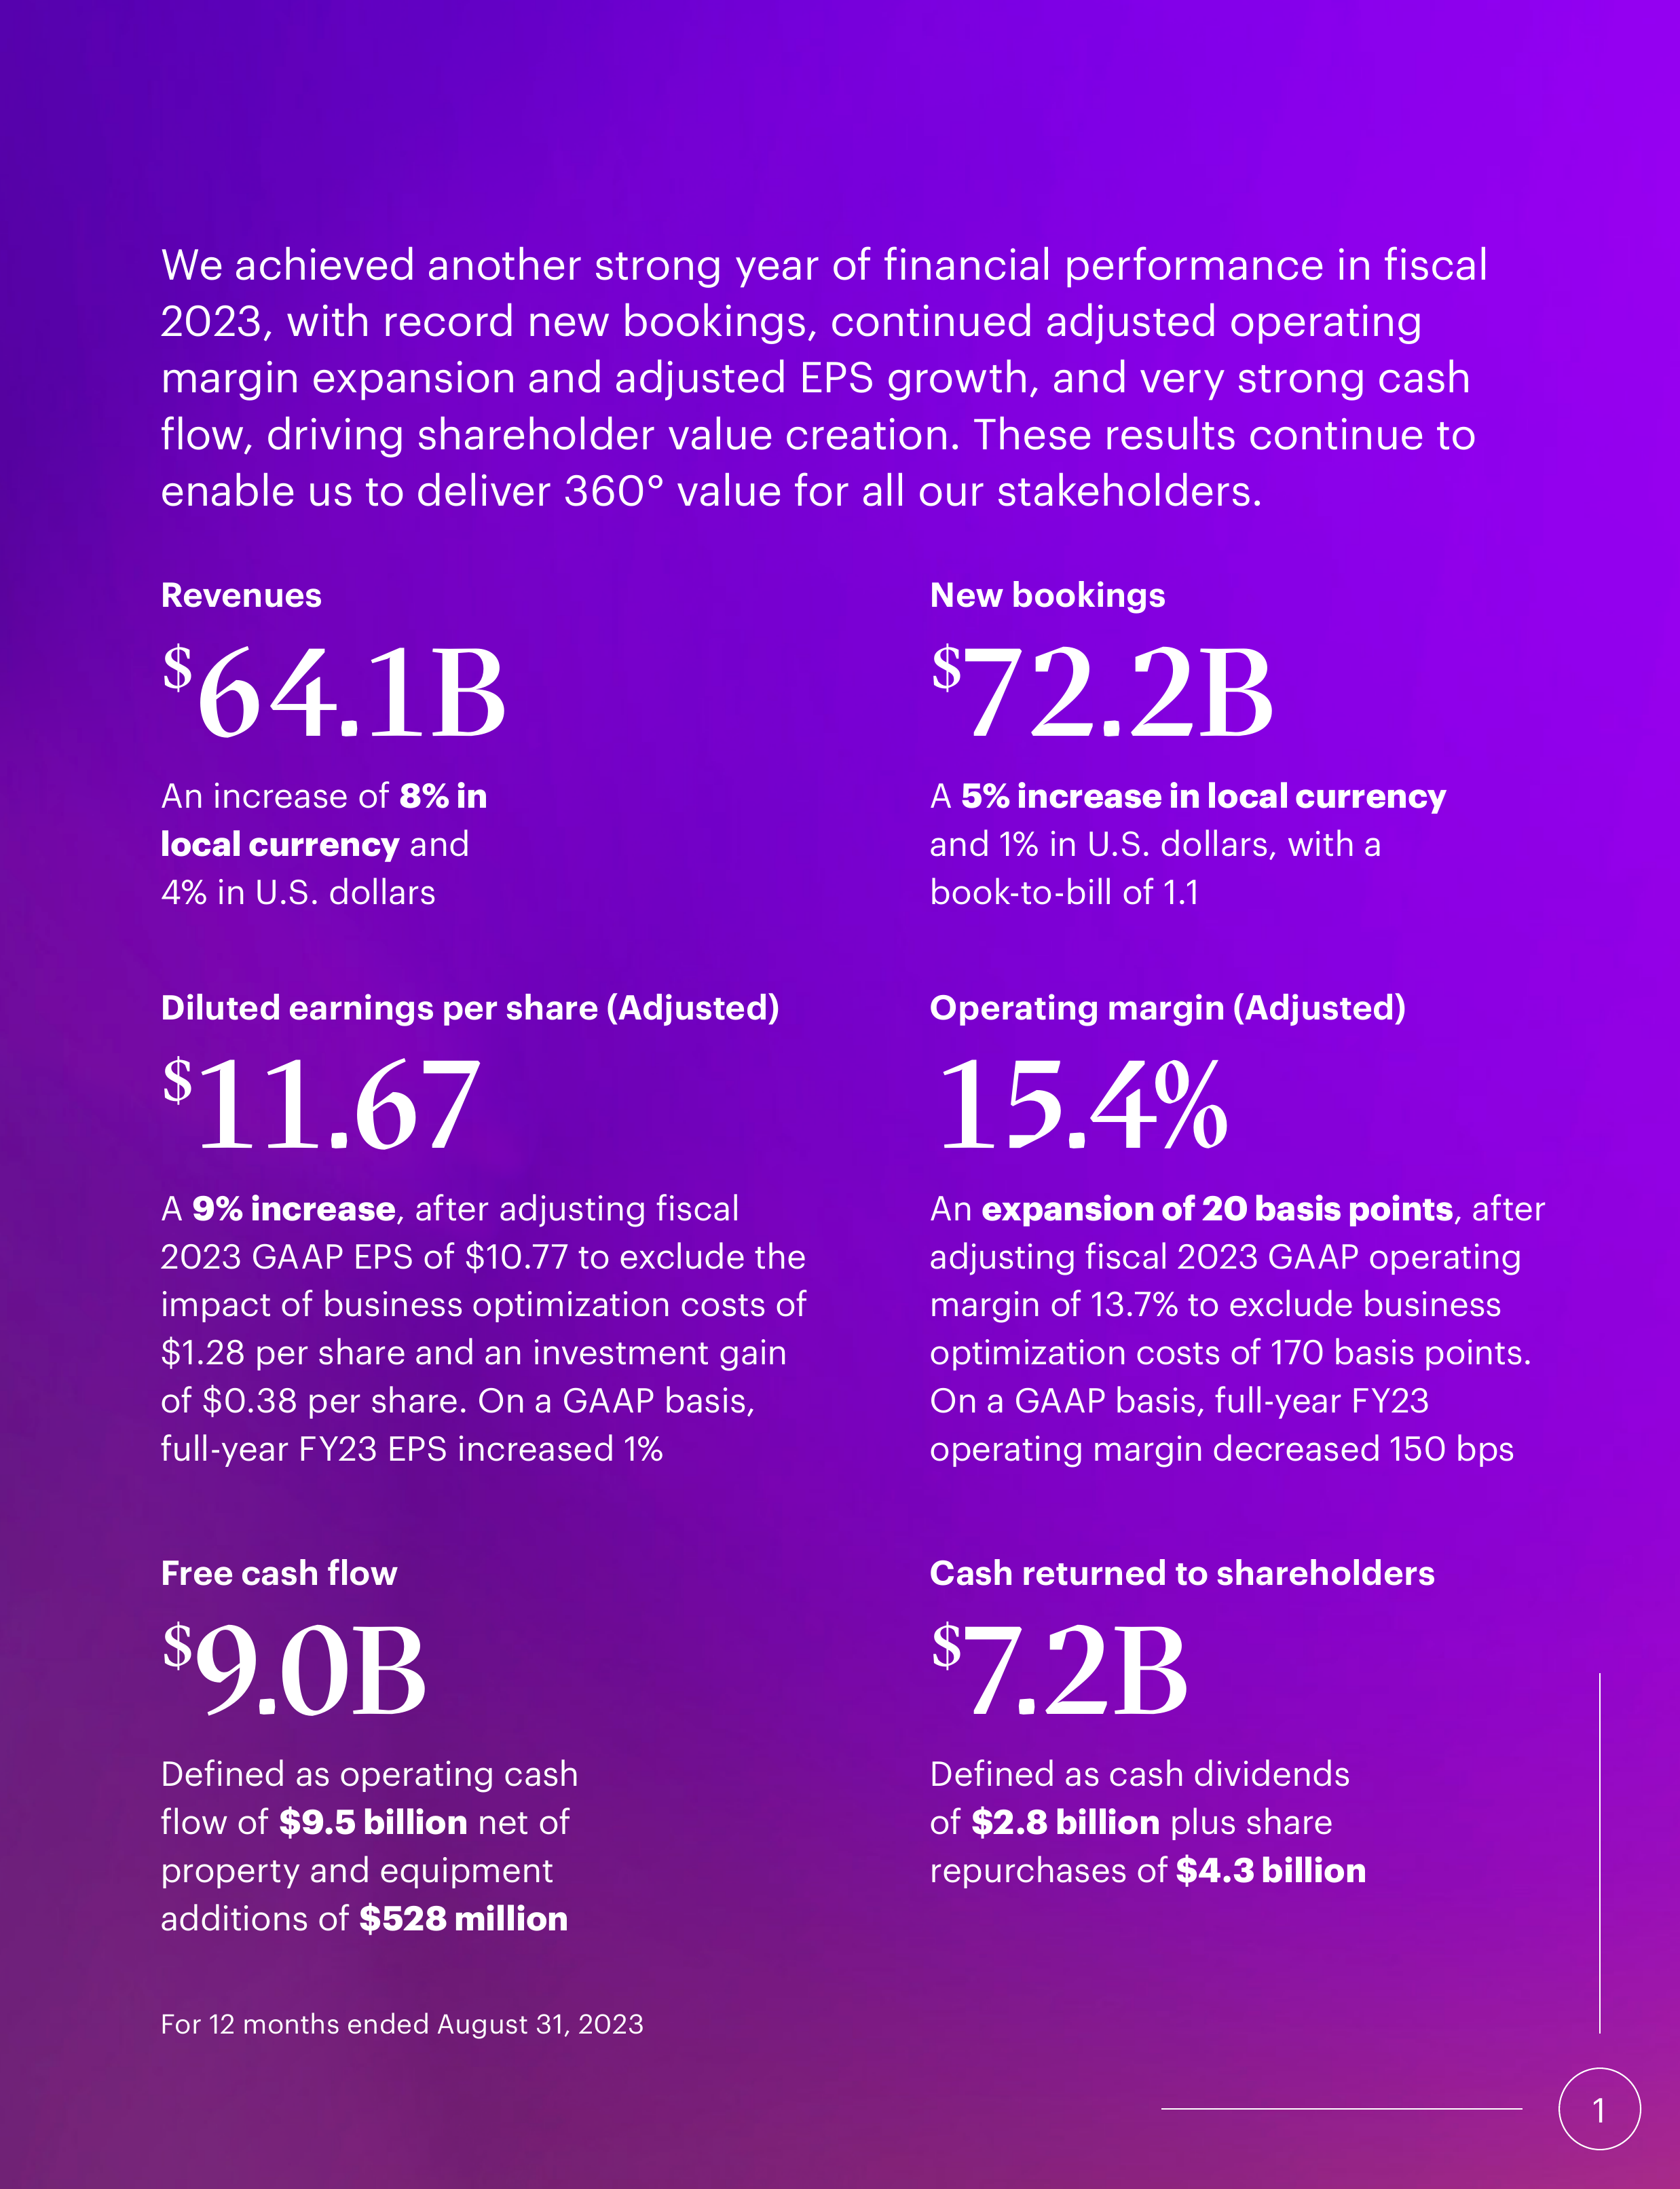 We achieved another strong year of financial performance in fiscal
2023, with record new bookings, continued adjusted operating
margin expansion and adjusted EPS growth, and very strong cash
flow, driving shareholder value creation. These results continue to
enable us to deliver 360° value for all our stakeholders.
Revenues
$64.1B
An increase of 8% in
local currency and
4% in U.S. dollars
New bookings
$72.2B
A 5% increase in local currency
and 1% in U.S. dollars, with a
book-to-bill of 1.1
Diluted earnings per share (Adjusted)
$11.67
A 9% increase, after adjusting fiscal
2023 GAAP EPS of $10.77 to exclude the
impact of business optimization costs of
$1.28 per share and an investment gain
of $0.38 per share. On a GAAP basis,
full-year FY23 EPS increased 1%
Operating margin (Adjusted)
15.4%
An expansion of 20 basis points, after
adjusting fiscal 2023 GAAP operating
margin of 13.7% to exclude business
optimization costs of 170 basis points.
On a GAAP basis, full-year FY23
operating margin decreased 150 bps
Free cash flow
$9.0B
Defined as operating cash
flow of $9.5 billion net of
property and equipment
additions of $528 million
Cash returned to shareholders
$7.2B
Defined as cash dividends
of $2.8 billion plus share
repurchases of $4.3 billion
For 12 months ended August 31, 2023
1